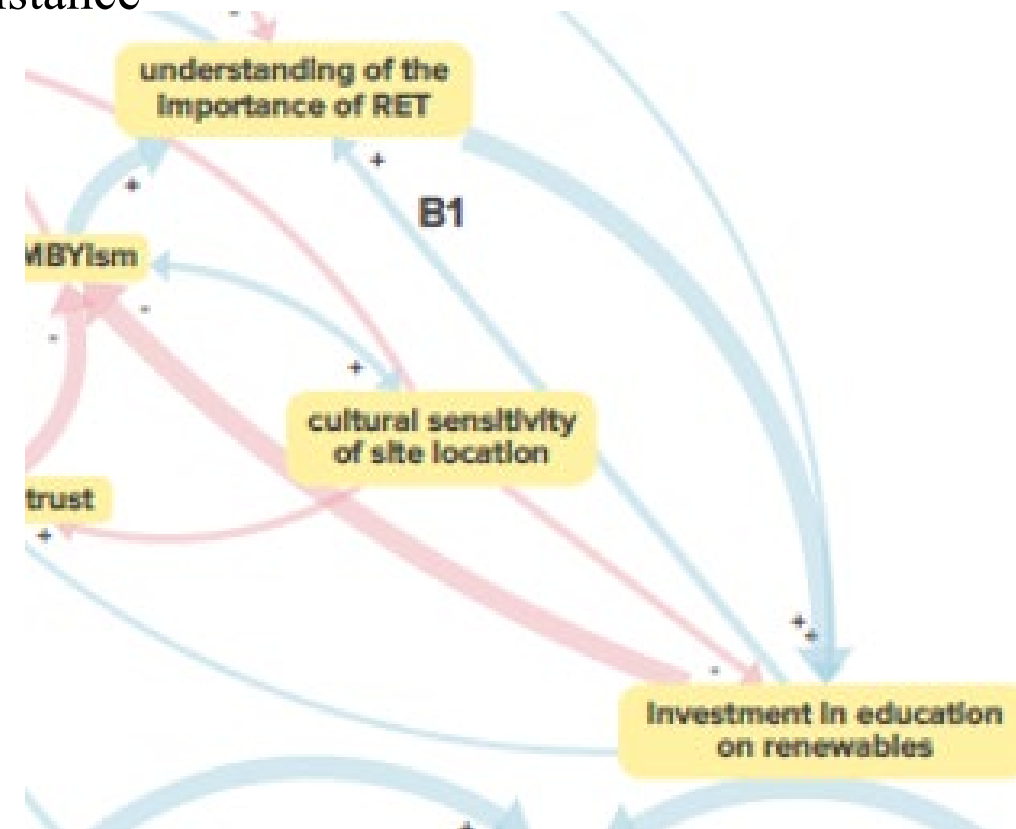 understanding of the
importance of RET
+
+
B1
MBYism
-
-
+
cultural sensitivity
of site location
trust
+
+
+
-
investment in education
on renewables